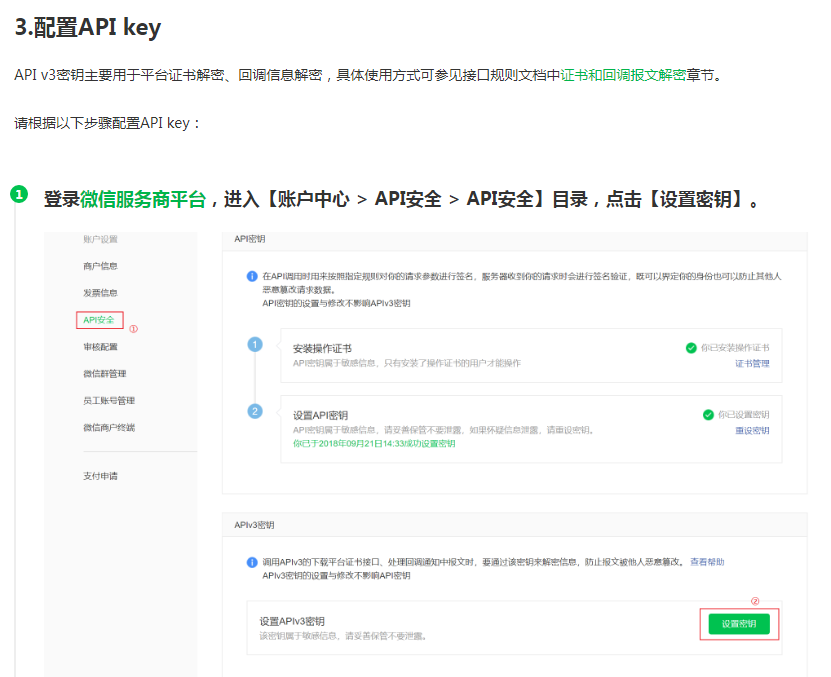 3.配置API key
API v3密钥主要用于平台证书解密、回调信息解密，具体使用方式可参见接口规则文档中证书和回调报文解密章节。
请根据以下步骤配置API key：
1 登录微信服务商平台，进入【账户中心 > API安全 > API安全】目录，点击【设置密钥】。
账户设置
商户信息
发票信息
API安全
①
审核配置
微信群管理
员工账号管理
微信商户终端
支付申请
API密钥
在API调用时用来按照指定规则对你的请求参数进行签名，服务器收到你的请求时会进行签名验证，既可以界定你的身份也可以防止其他人
恶意篡改请求数据。
API密钥的设置与修改不影响APIv3密钥
1 安装操作证书
API密钥属于敏感信息，只有安装了操作证书的用户才能操作
你已安装操作证书
证书管理
2 设置API密钥
API密钥属于敏感信息，请妥善保管不要泄露，如果怀疑信息泄露，请重设密钥。
你已于2018年09月21日14:33成功设置密钥
你已设置密钥
重设密钥
APIv3密钥
调用APIv3的下载平台证书接口、处理回调通知中报文时，要通过该密钥来解密信息，防止报文被他人恶意篡改。 查看帮助
APIv3密钥的设置与修改不影响API密钥
②
设置APIv3密钥
该密钥属于敏感信息，请妥善保管不要泄露。
设置密钥